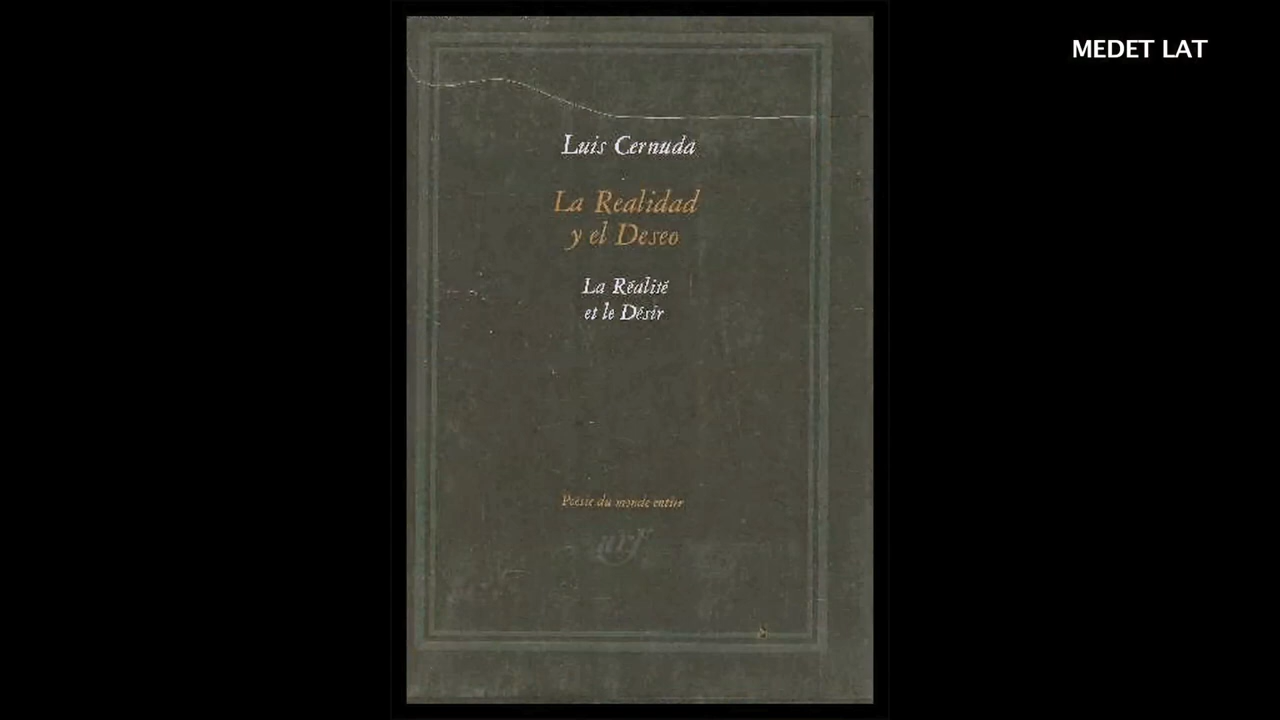 MEDET LAT
Luis Cernuda
La Realidad
y el Deseo
La Réalité
et le Désir
Poésie du monde entier
nrf